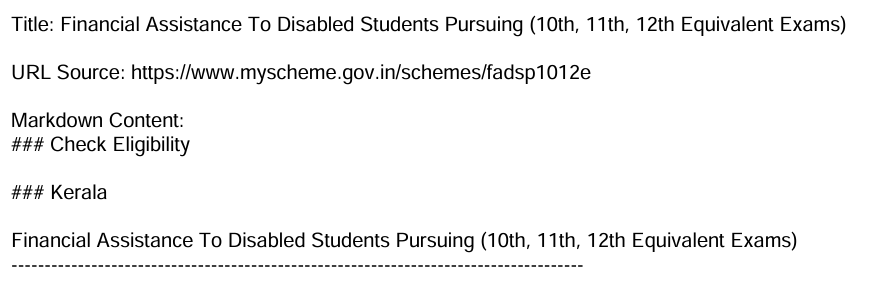 Title: Financial Assistance To Disabled Students Pursuing (10th, 11th, 12th Equivalent Exams)
URL Source: https://www.myscheme.gov.in/schemes/fadsp1012e
Markdown Content:
### Check Eligibility
### Kerala
Financial Assistance To Disabled Students Pursuing (10th, 11th, 12th Equivalent Exams)
--------------------------------------------------------------------------------------